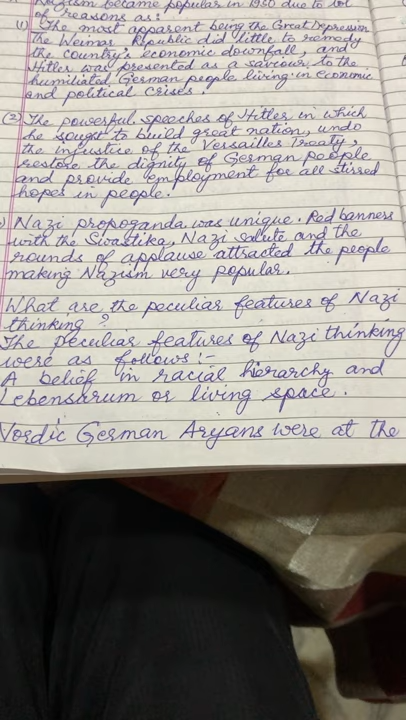 Nazism became popular in 1930 due to lot
of reasons as:
(1) The most apparent being the Great Depression
the Weimar Republic did little to remedy
the country's economic downfall, and
Hitler was presented as a saviour to the
humiliated German people living in economic
and political crises.
(2) The powerful speeches of Hitler in which
he sought to build great nation, undo
the injustice of the Versailles Treaty,
restore the dignity of German people
and provide employment for all stirred
hopes in people.
) Nazi propoganda was unique. Red banners
with the Swastika, Nazi salute and the
rounds of applause attracted the people
making Nazism very popular.
What are the peculiar features of Nazi
thinking?
The peculiar features of Nazi thinking
were as follows :-
A belief in racial hierarchy and
Lebensarum or living space.
Nordic German Aryans were at the